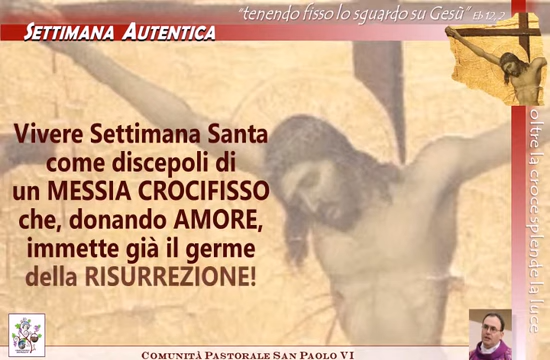 "tenendo fisso lo sguardo su Gesù" Eb 12,2
SETTIMANA AUTENTICA
Vivere Settimana Santa
come discepoli di
un MESSIA CROCIFISSO
che, donando AMORE,
immette già il germe
della RISURREZIONE!
oltre la croce splende la luce
COMUNITÀ PASTORALE SAN PAOLO VI